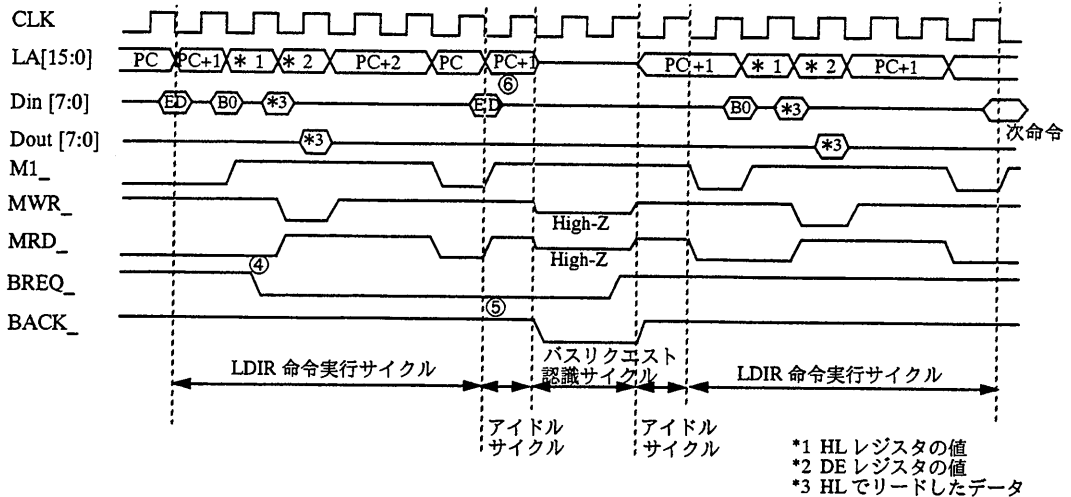 CLK
LA[15:0] PC PC+1 *1 *2 PC+2 PC PC+1 PC+1 *1 *2 PC+1
⑥
Din [7:0] ED B0 *3 ED B0 *3
次命令
Dout [7:0] *3 *3
M1_
MWR_
High-Z
MRD_
High-Z
④
BREQ_
⑤
BACK_
LDIR 命令実行サイクル
バスリクエスト
認識サイクル
LDIR 命令実行サイクル
アイドル
サイクル
アイドル
サイクル
*1 HL レジスタの値
*2 DE レジスタの値
*3 HL でリードしたデータ